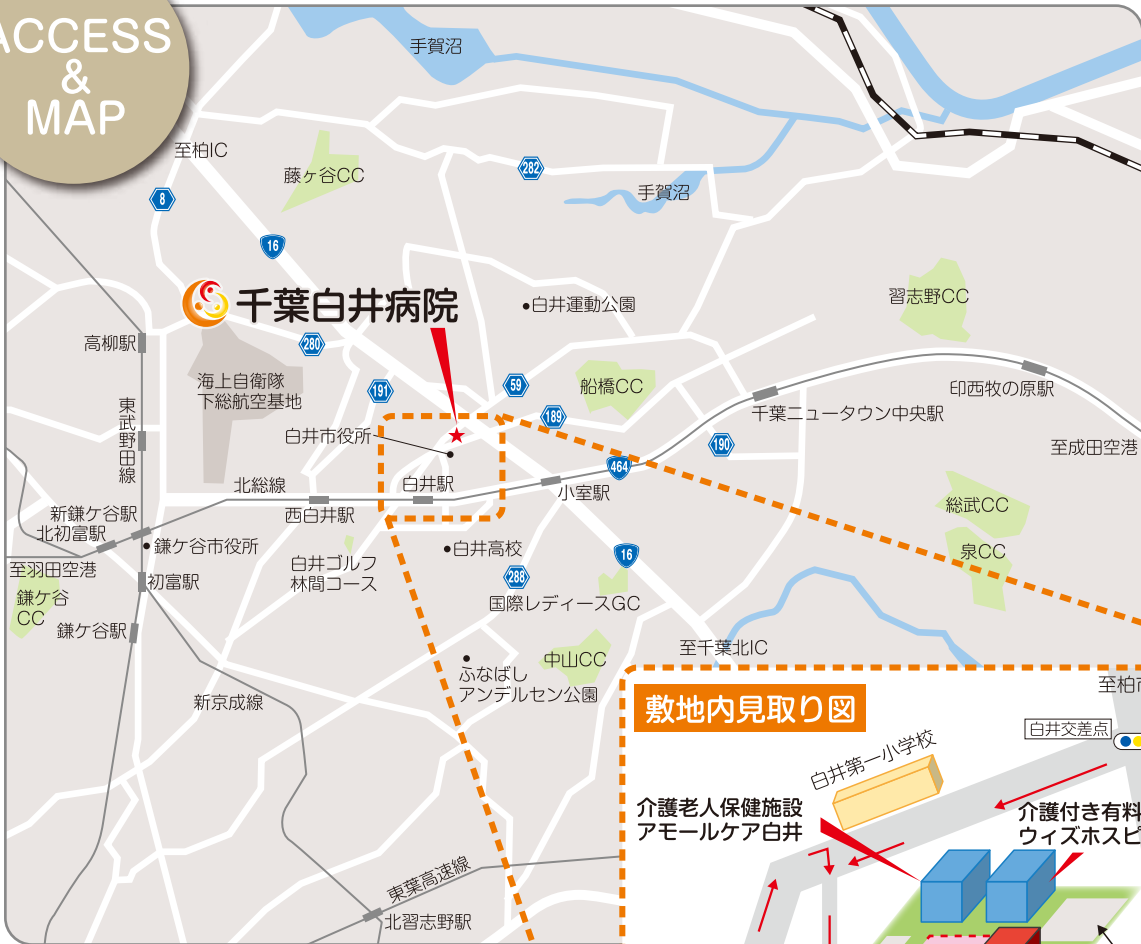 ACCESS
&
MAP
手賀沼
至柏IC
藤ヶ谷CC
282
8
手賀沼
16
千葉白井病院
白井運動公園
習志野CC
高柳駅
280
海上自衛隊
下総航空基地
191
59
船橋CC
印西牧の原駅
東武野田線
189
千葉ニュータウン中央駅
白井市役所
190
至成田空港
464
北総線
白井駅
小室駅
西白井駅
総武CC
新鎌ケ谷駅
北初富駅
鎌ケ谷市役所
白井高校
16
泉CC
至羽田空港
初富駅
白井ゴルフ
林間コース
288
鎌ケ谷
CC
国際レディースGC
鎌ケ谷駅
至千葉北IC
中山CC
ふなばし
アンデルセン公園
新京成線
至柏市
敷地内見取り図
白井交差点
白井第一小学校
介護老人保健施設
アモールケア白井
介護付き有料
ウィズホスピ
東葉高速線
北習志野駅